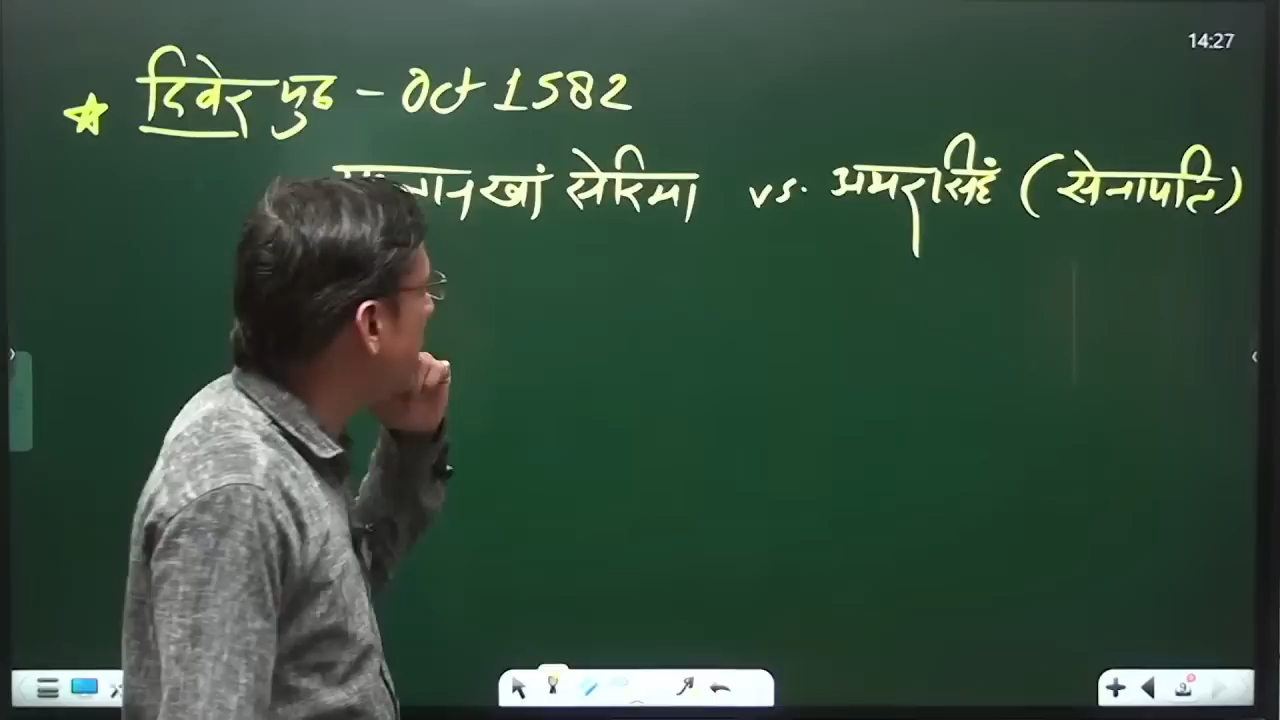 14:27
दिवेर युद्ध - Oct 1582
खां सेरिमा vs. अमरसिंह (सेनापति)